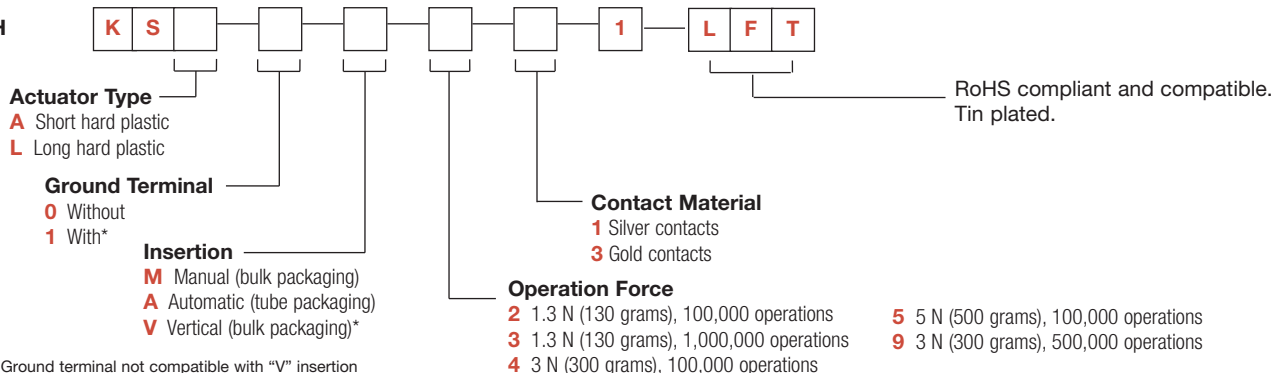 H
K S 1 L F T
Actuator Type
A Short hard plastic
L Long hard plastic
RoHS compliant and compatible.
Tin plated.
Ground Terminal
0 Without
1 With*
Insertion
M Manual (bulk packaging)
A Automatic (tube packaging)
V Vertical (bulk packaging)*
Contact Material
1 Silver contacts
3 Gold contacts
Operation Force
2 1.3 N (130 grams), 100,000 operations
3 1.3 N (130 grams), 1,000,000 operations
4 3 N (300 grams), 100,000 operations
5 5 N (500 grams), 100,000 operations
9 3 N (300 grams), 500,000 operations
Ground terminal not compatible with “V” insertion